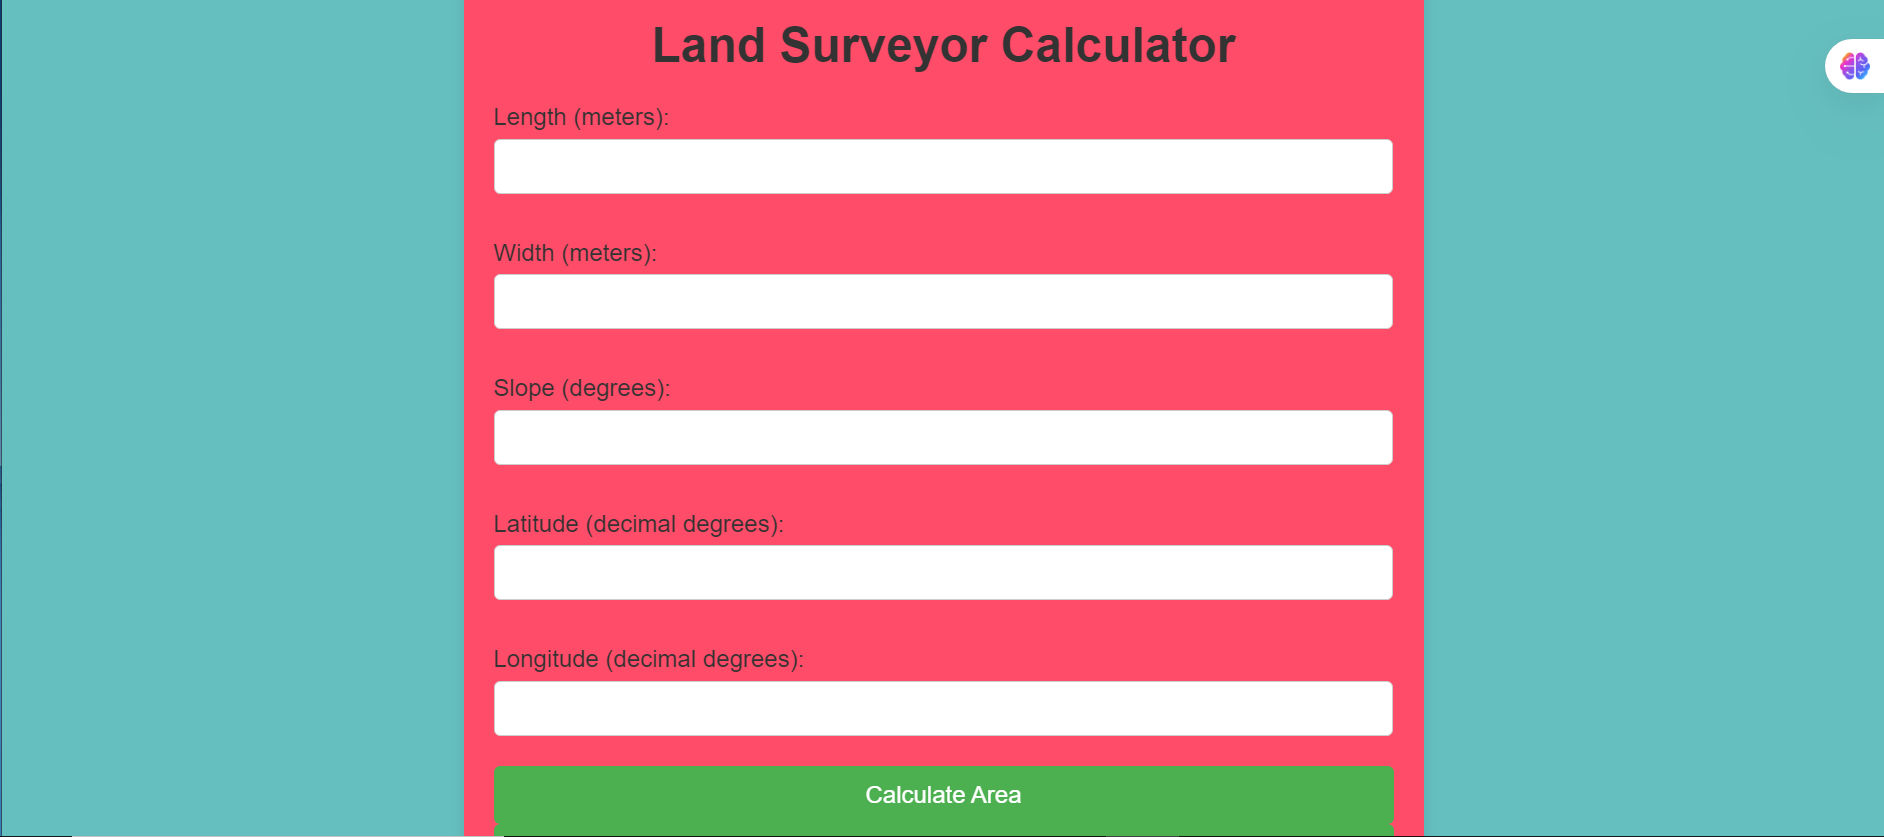 Land Surveyor Calculator
Length (meters):
Width (meters):
Slope (degrees):
Latitude (decimal degrees):
Longitude (decimal degrees):
Calculate Area